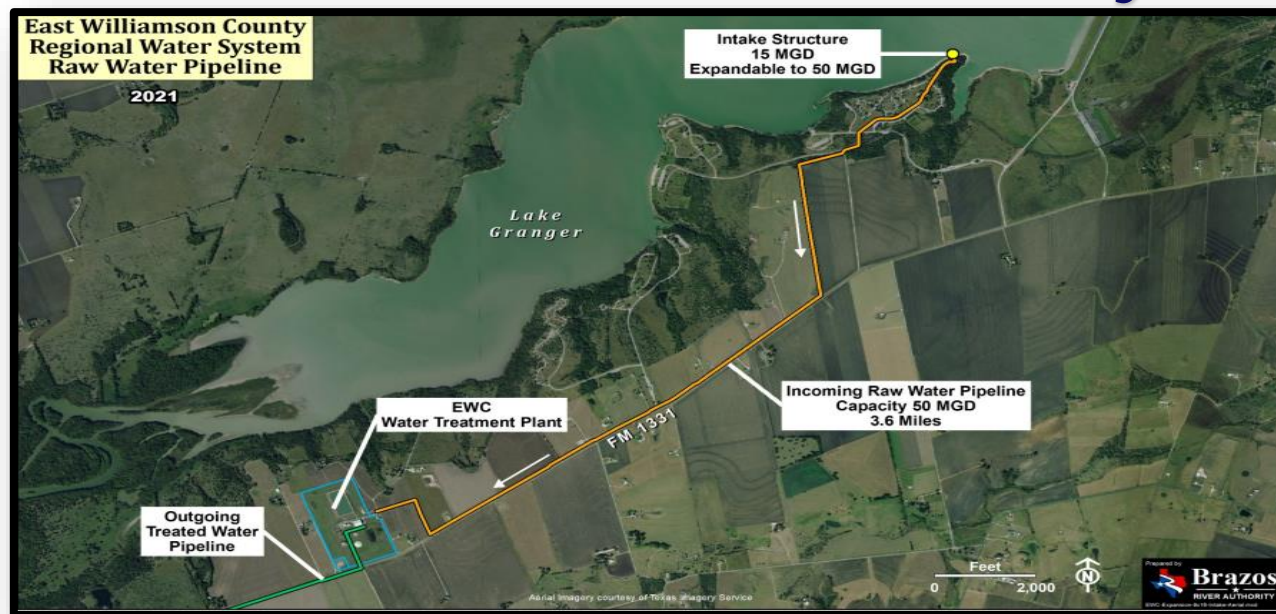 East Williamson County
Regional Water System
Raw Water Pipeline
2021
Intake Structure
15 MGD
Expandable to 50 MGD
Lake
Granger
Incoming Raw Water Pipeline
Capacity 50 MGD
3.6 Miles
FM 1331
EWC
Water Treatment Plant
Outgoing
Treated Water
Pipeline
Feet
0 2,000
N
Aerial Imagery courtesy of Texas Imagery Service
Prepared by
Brazos
RIVER AUTHORITY